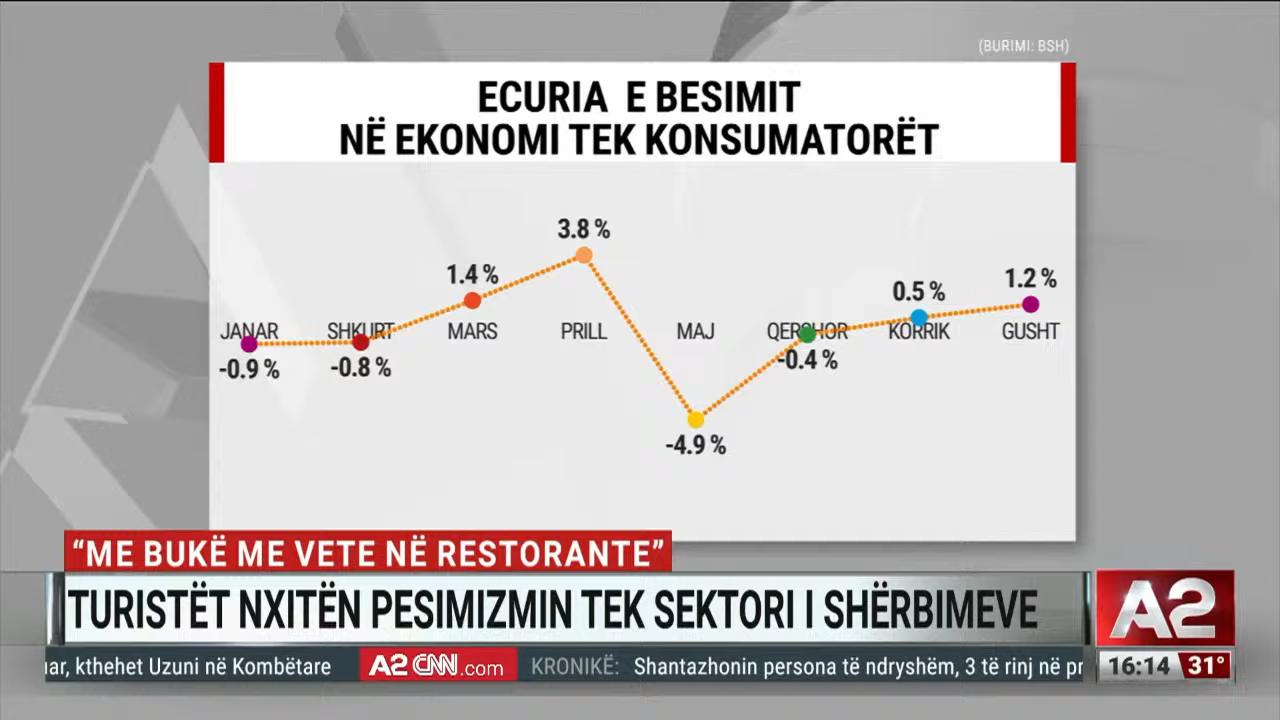 (BURIMI: BSH)
ECURIA E BESIMIT
NË EKONOMI TEK KONSUMATORËT
3.8 %
1.4 %
1.2 %
0.5 %
JANAR SHKURT MARS PRILL MAJ QERSHOR KORRIK GUSHT
-0.9 % -0.8 % -0.4 %
-4.9 %
“ME BUKË ME VETE NË RESTORANTE”
TURISTËT NXITËN PESIMIZMIN TEK SEKTORI I SHËRBIMEVE
A2
kthehet Uzuni në Kombëtare A2 CNN.com KRONIKË: Shantazhonin persona të ndryshëm, 3 të rinj në
16:14 31°